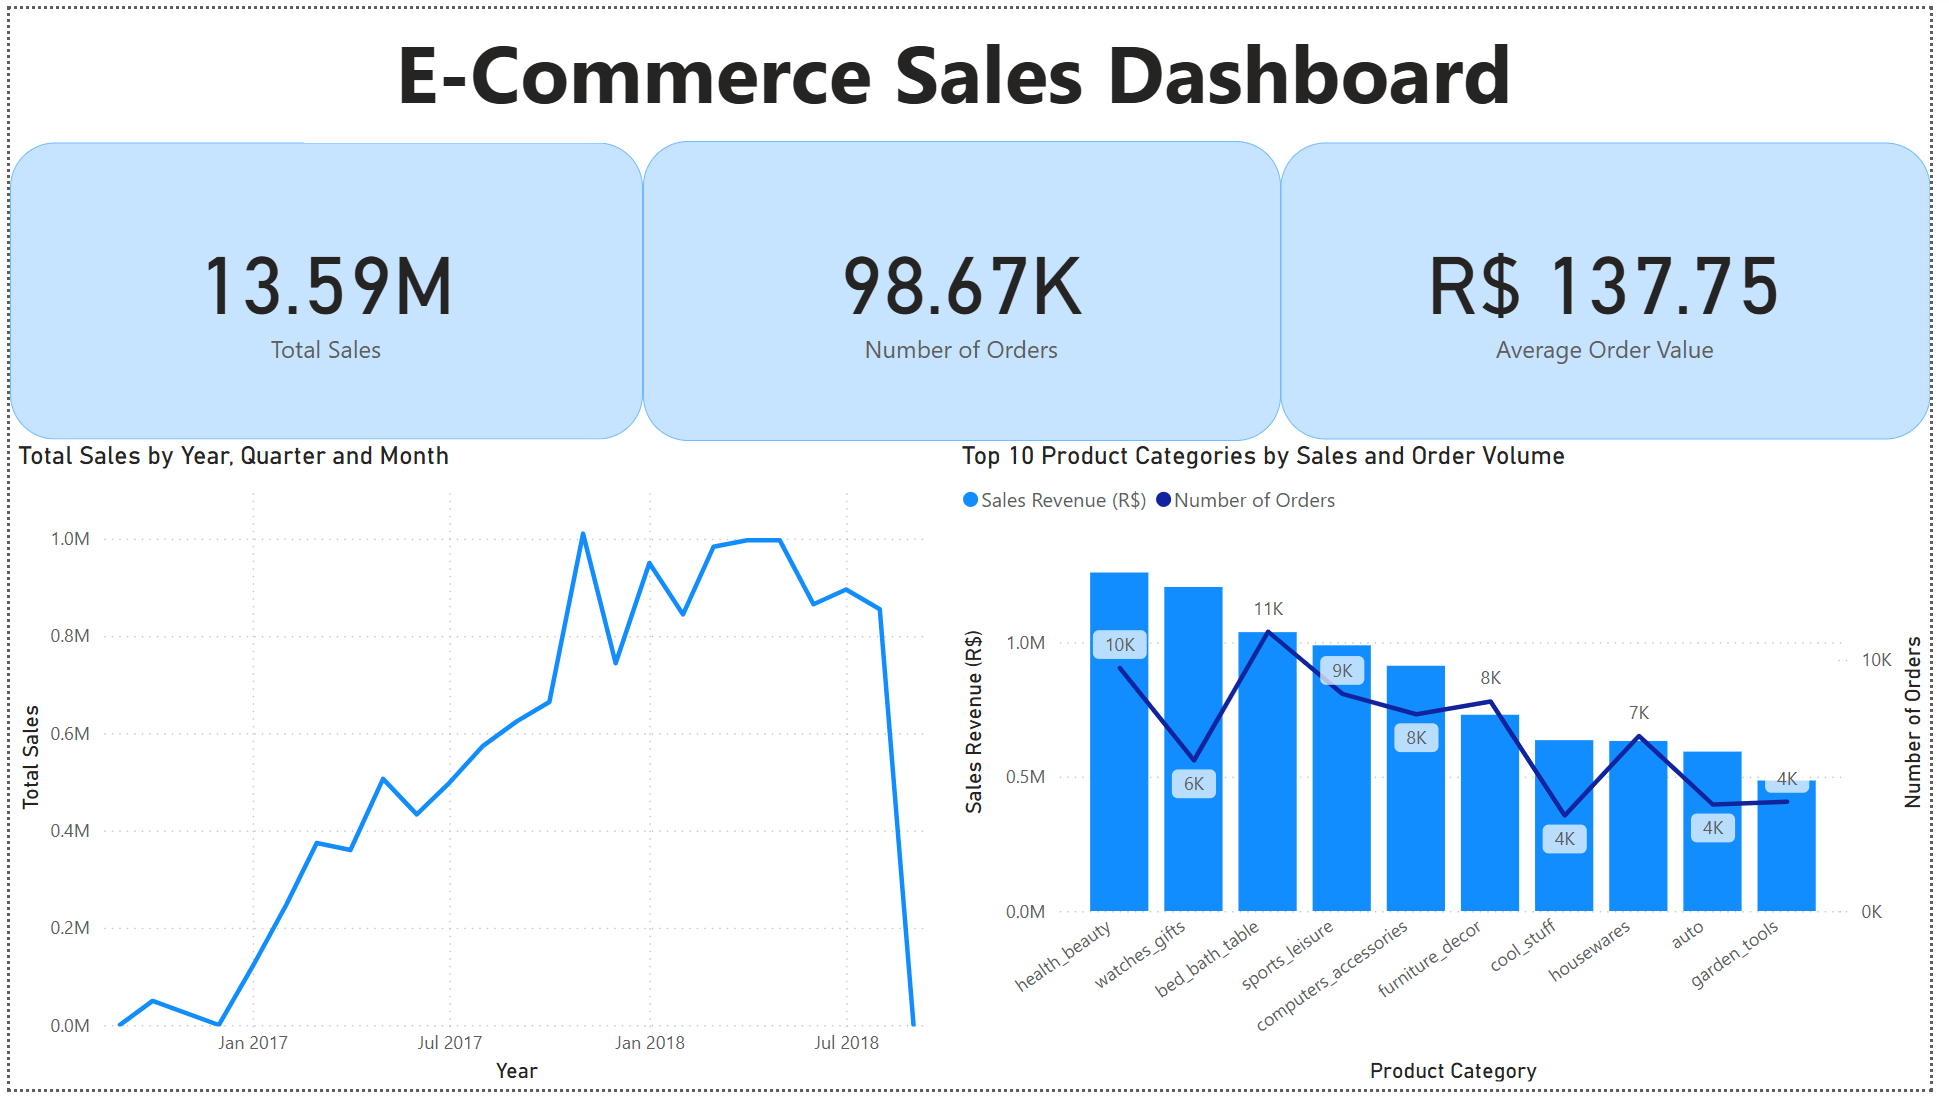 E-Commerce Sales Dashboard
13.59M
Total Sales
98.67K
Number of Orders
R$ 137.75
Average Order Value
Total Sales by Year, Quarter and Month
1.0M
0.8M
0.6M
0.4M
0.2M
0.0M
Total Sales
Jan 2017
Jul 2017
Jan 2018
Jul 2018
Year
Top 10 Product Categories by Sales and Order Volume
Sales Revenue (R$)
Number of Orders
Sales Revenue (R$)
1.0M
0.5M
0.0M
10K
6K
11K
9K
8K
8K
4K
7K
4K
4K
10K
0K
Number of Orders
health_beauty
watches_gifts
bed_bath_table
sports_leisure
computers_accessories
furniture_decor
cool_stuff
housewares
auto
garden_tools
Product Category